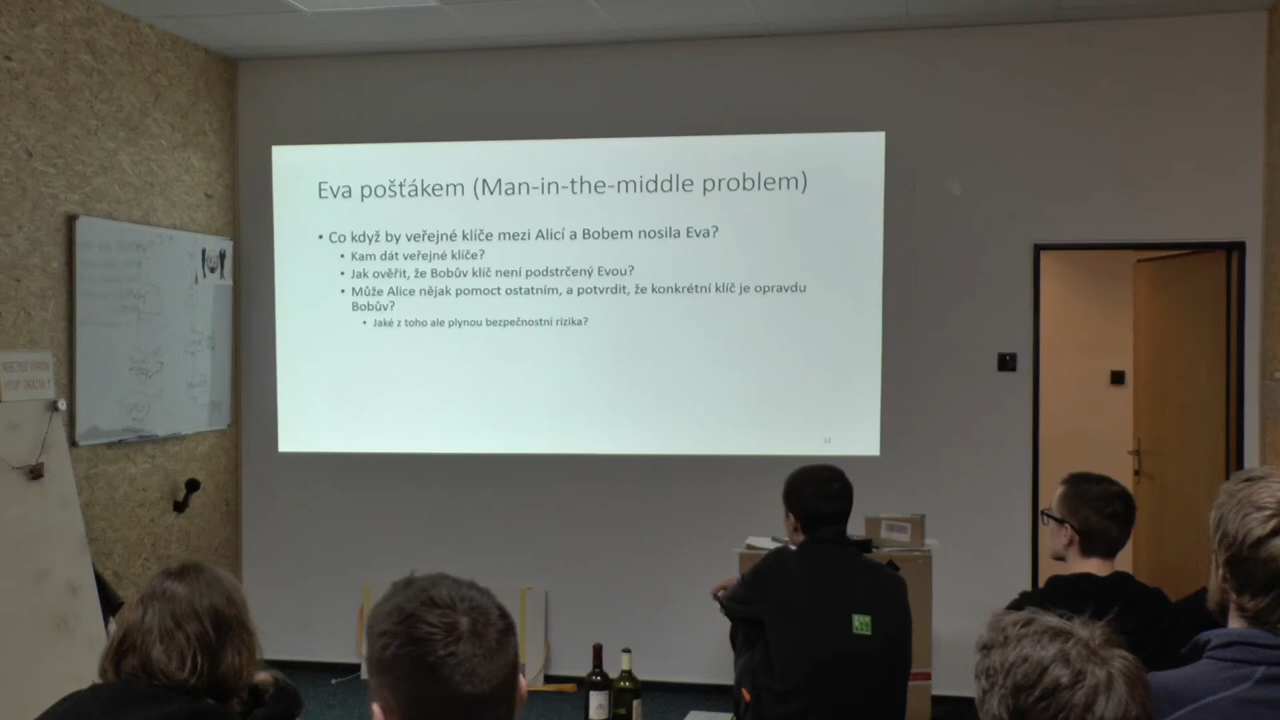 Eva pošťákem (Man-in-the-middle problem)
• Co když by veřejné klíče mezi Alicí a Bobem nosila Eva?
• Kam dát veřejné klíče?
• Jak ověřit, že Bobův klíč není podstrčený Evou?
• Může Alice nějak pomoct ostatním, a potvrdit, že konkrétní klíč je opravdu
Bobův?
• Jaké z toho ale plynou bezpečnostní rizika?